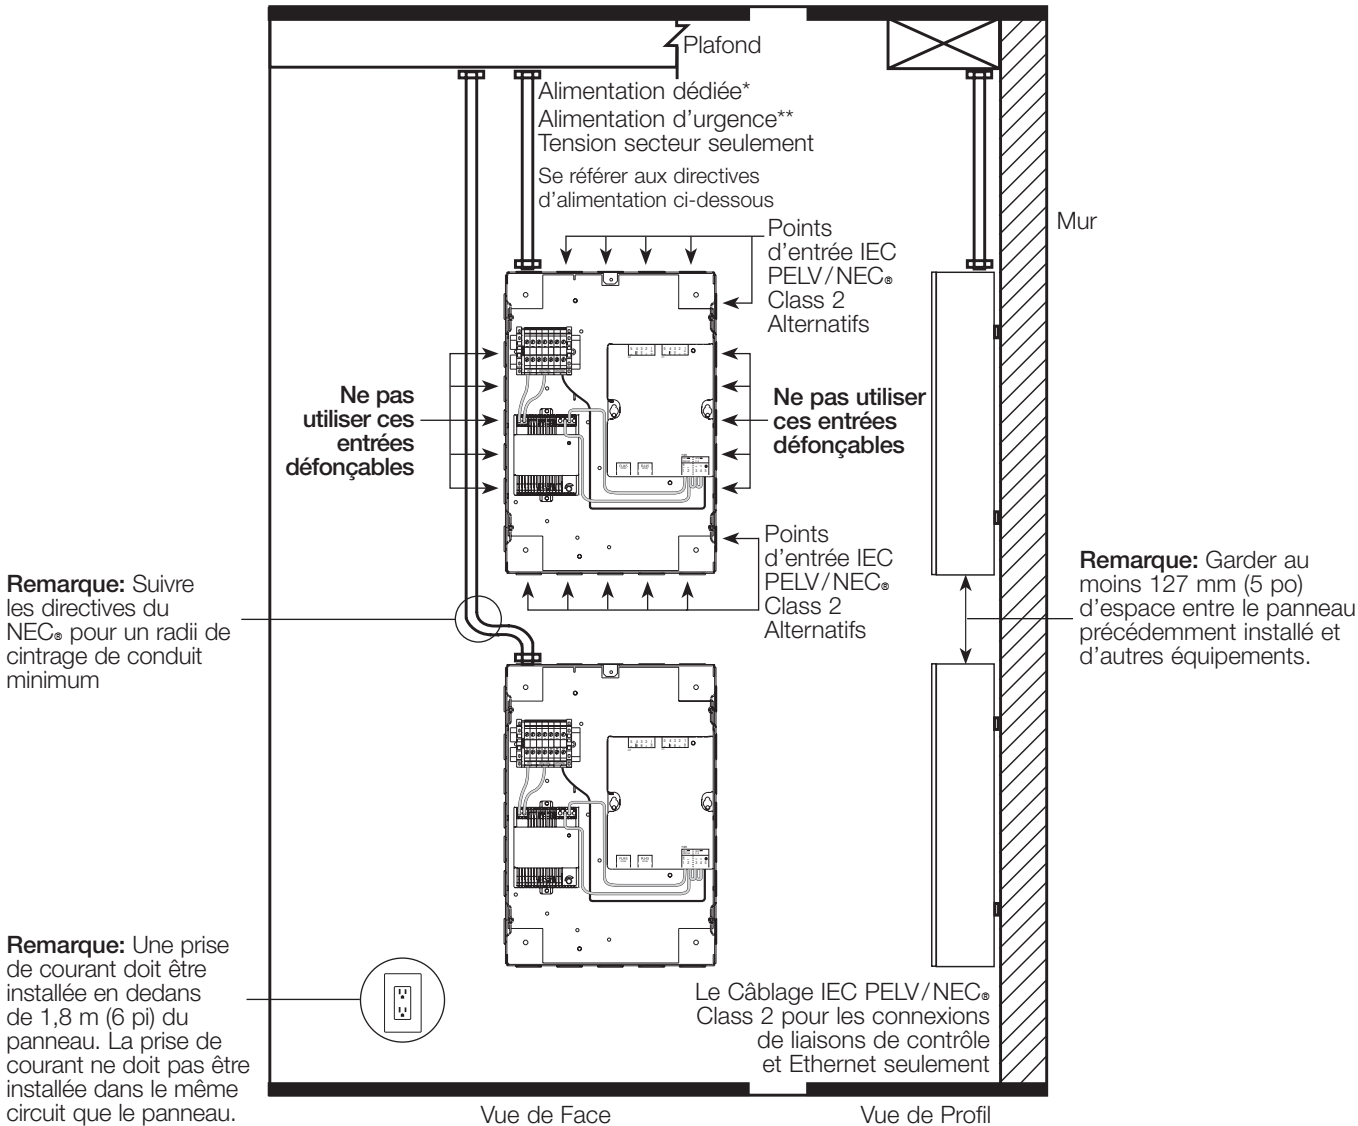 Plafond
Alimentation dédiée*
Alimentation d'urgence**
Tension secteur seulement
Se référer aux directives
d'alimentation ci-dessous
Mur
Points
d'entrée IEC
PELV/NEC®
Class 2
Alternatifs
Ne pas
utiliser ces
entrées
défonçables
Ne pas utiliser
ces entrées
défonçables
Points
d'entrée IEC
PELV/NEC®
Class 2
Alternatifs
Remarque: Suivre
les directives du
NEC® pour un radii de
cintrage de conduit
minimum
Remarque: Garder au
moins 127 mm (5 po)
d'espace entre le panneau
précédemment installé et
d'autres équipements.
Remarque: Une prise
de courant doit être
installée en dedans
de 1,8 m (6 pi) du
panneau. La prise de
courant ne doit pas être
installée dans le même
circuit que le panneau.
Le Câblage IEC PELV/NEC®
Class 2 pour les connexions
de liaisons de contrôle
et Ethernet seulement
Vue de Face
Vue de Profil